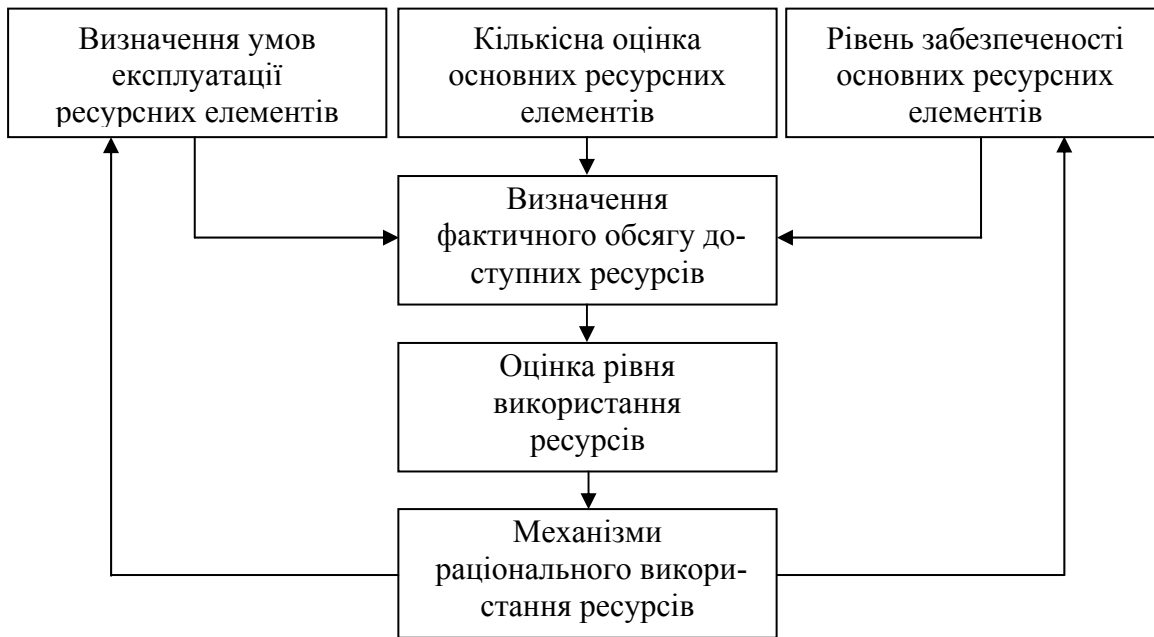 Визначення умов
експлуатації
ресурсних елементів
Кількісна оцінка
основних ресурсних
елементів
Рівень забезпеченості
основних ресурсних
елементів
Визначення
фактичного обсягу до-
ступних ресурсів
Оцінка рівня
використання
ресурсів
Механізми
раціонального викори-
стання ресурсів